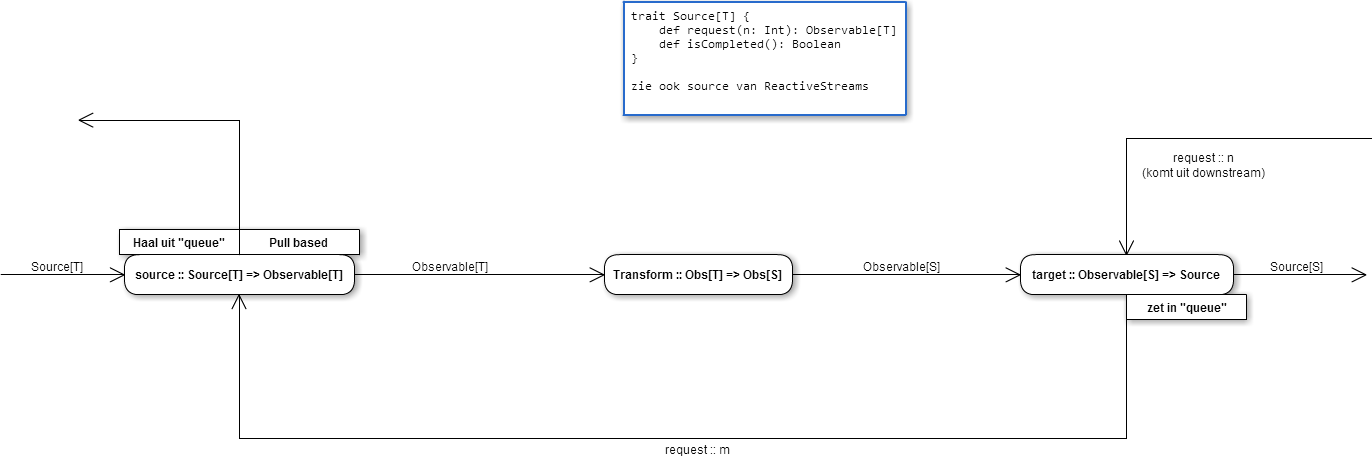 trait Source[T] {
    def request(n: Int): Observable[T]
    def isCompleted(): Boolean
}
zie ook source van ReactiveStreams
request :: n
(komt uit downstream)
Haal uit "queue"
Pull based
Source[T]
source :: Source[T] => Observable[T]
Observable[T]
Transform :: Obs[T] => Obs[S]
Observable[S]
target :: Observable[S] => Source
Source[S]
zet in "queue"
request :: m